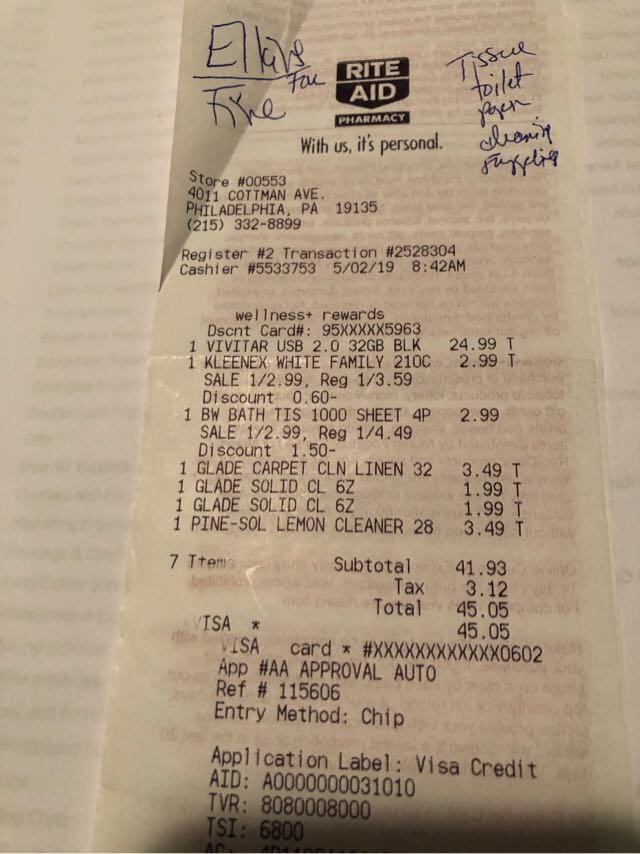 Tissue
toilet
paper
cleaning
supplies
RITE
AID
PHARMACY
With us, it's personal.
Store #00553
4011 COTTMAN AVE.
PHILADELPHIA, PA 19135
(215) 332-8899
Register #2 Transaction #2528304
Cashier #5533753 5/02/19 8:42AM
wellness+ rewards
Dscnt Card#: 95XXXXX5963
1 VIVITAR USB 2.0 32GB BLK 24.99 T
1 KLEENEX WHITE FAMILY 210C 2.99 T
SALE 1/2.99, Reg 1/3.59
Discount 0.60-
1 BW BATH TIS 1000 SHEET 4P 2.99
SALE 1/2.99, Reg 1/4.49
Discount 1.50-
1 GLADE CARPET CLN LINEN 32 3.49 T
1 GLADE SOLID CL 6Z 1.99 T
1 GLADE SOLID CL 6Z 1.99 T
1 PINE-SOL LEMON CLEANER 28 3.49 T
7 Items Subtotal 41.93
Tax 3.12
Total 45.05
VISA * 45.05
VISA card * #XXXXXXXXXXXX0602
App #AA APPROVAL AUTO
Ref # 115606
Entry Method: Chip
Application Label: Visa Credit
AID: A0000000031010
TVR: 8080008000
TSI: 6800